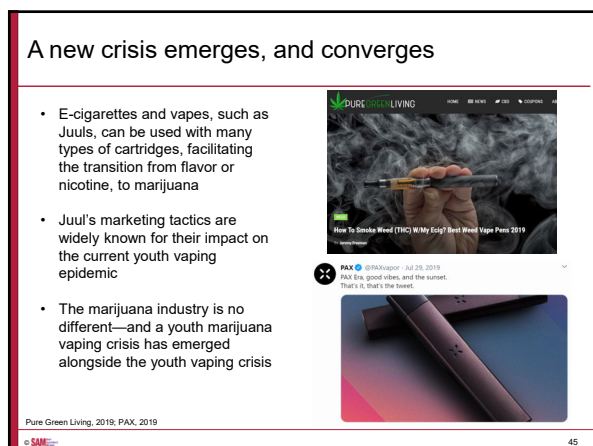 A new crisis emerges, and converges
• E-cigarettes and vapes, such as
Juuls, can be used with many
types of cartridges, facilitating
the transition from flavor or
nicotine, to marijuana
• Juul's marketing tactics are
widely known for their impact on
the current youth vaping
epidemic
• The marijuana industry is no
different—and a youth marijuana
vaping crisis has emerged
alongside the youth vaping crisis
PUREGREENLIVING
HOME NEWS CBD COUPONS
How To Smoke Weed (THC) W/My Ecig? Best Weed Vape Pens 2019
PAX @PAXvapor · Jul 29, 2019
PAX Era, good vibes, and the sunset.
That's it, that's the tweet.
Pure Green Living, 2019; PAX, 2019
© SAM
45